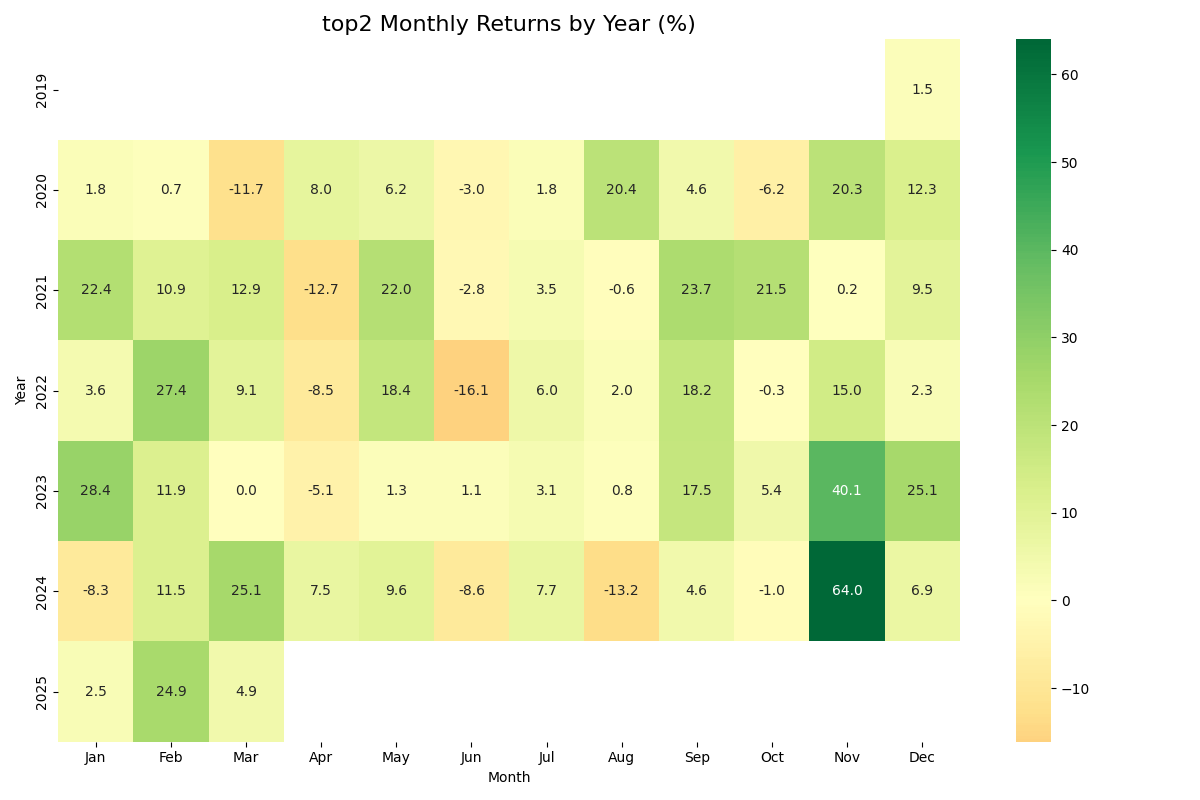 top2 Monthly Returns by Year (%)
2019 1.5
2020 1.8 0.7 -11.7 8.0 6.2 -3.0 1.8 20.4 4.6 -6.2 20.3 12.3
2021 22.4 10.9 12.9 -12.7 22.0 -2.8 3.5 -0.6 23.7 21.5 0.2 9.5
2022 3.6 27.4 9.1 -8.5 18.4 -16.1 6.0 2.0 18.2 -0.3 15.0 2.3
2023 28.4 11.9 0.0 -5.1 1.3 1.1 3.1 0.8 17.5 5.4 40.1 25.1
2024 -8.3 11.5 25.1 7.5 9.6 -8.6 7.7 -13.2 4.6 -1.0 64.0 6.9
2025 2.5 24.9 4.9
Year
Jan Feb Mar Apr May Jun Jul Aug Sep Oct Nov Dec
Month
60
50
40
30
20
10
0
−10